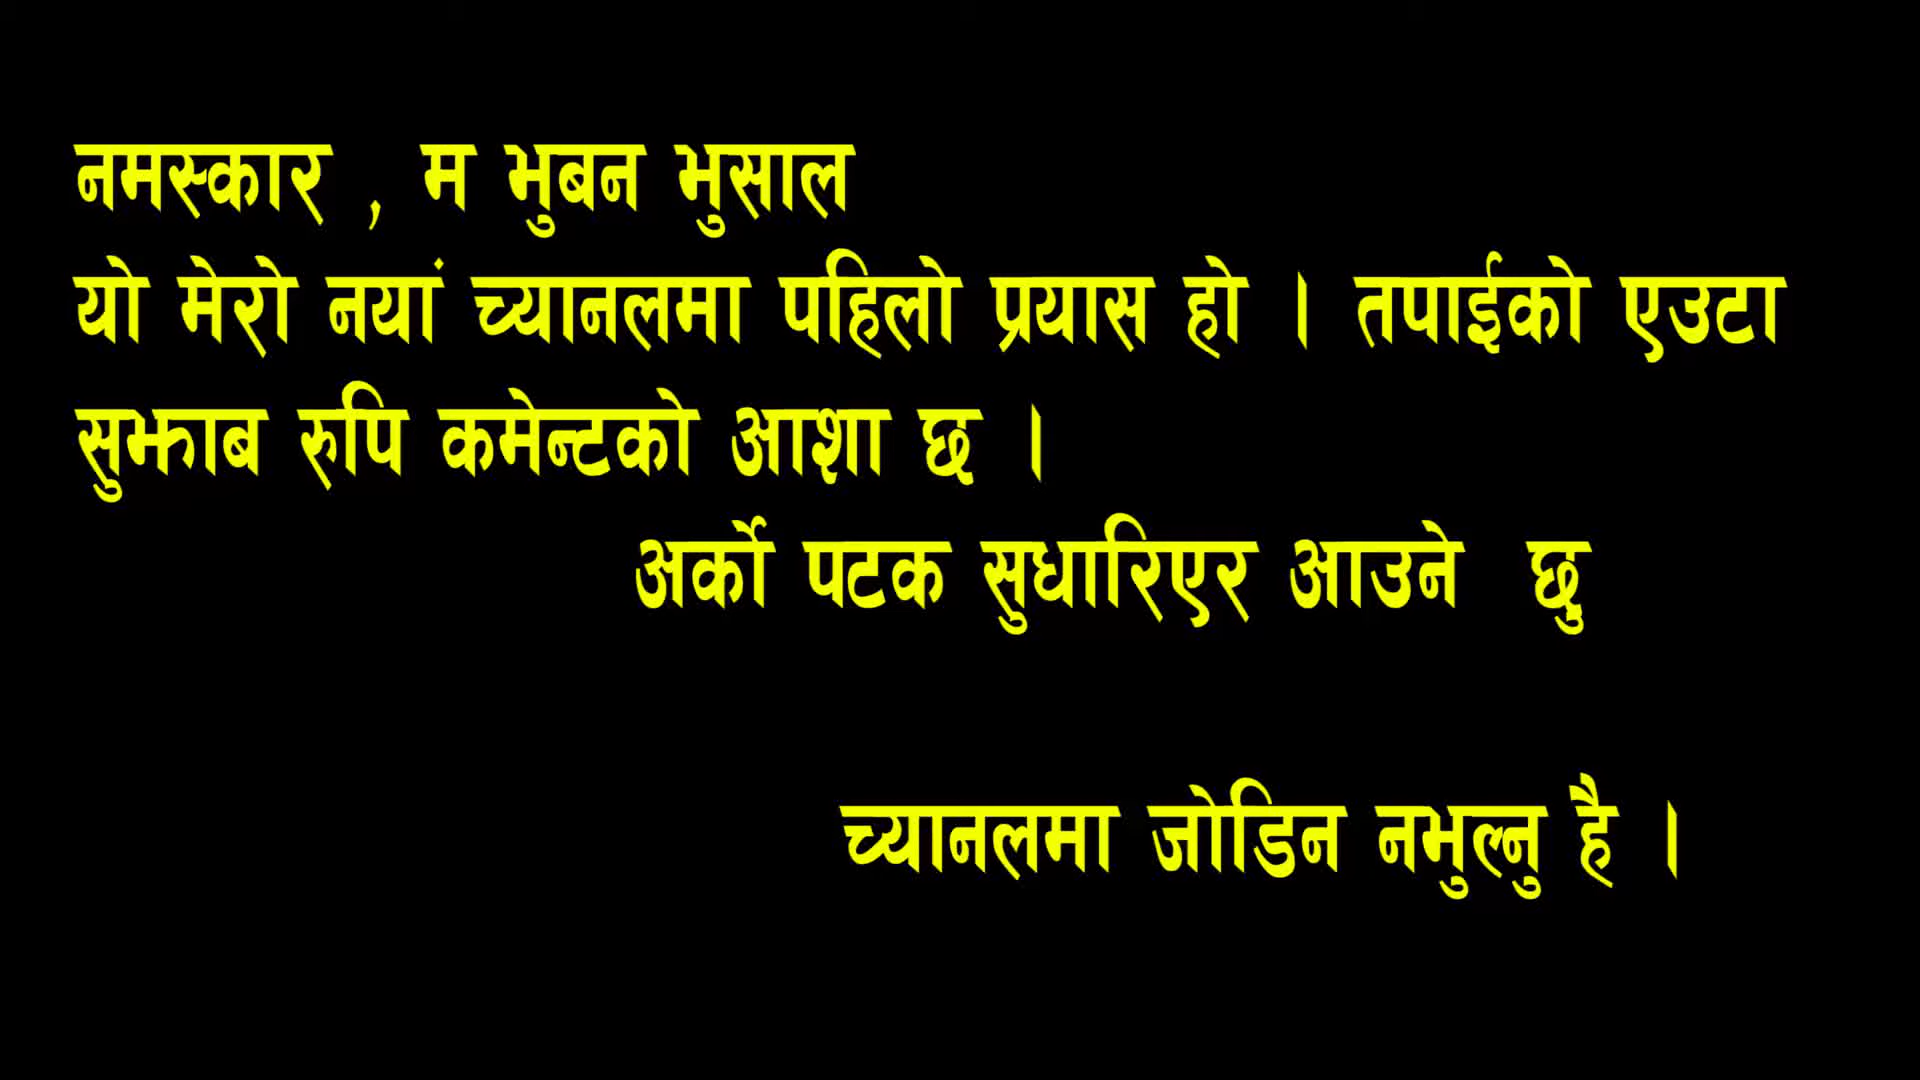 नमस्कार , म भुबन भुसाल
यो मेरो नयां च्यानलमा पहिलो प्रयास हो । तपाईको एउटा
सुझाब रुपि कमेन्टको आशा छ ।
अर्को पटक सुधारिएर आउने छु
च्यानलमा जोडिन नभुल्नु है ।